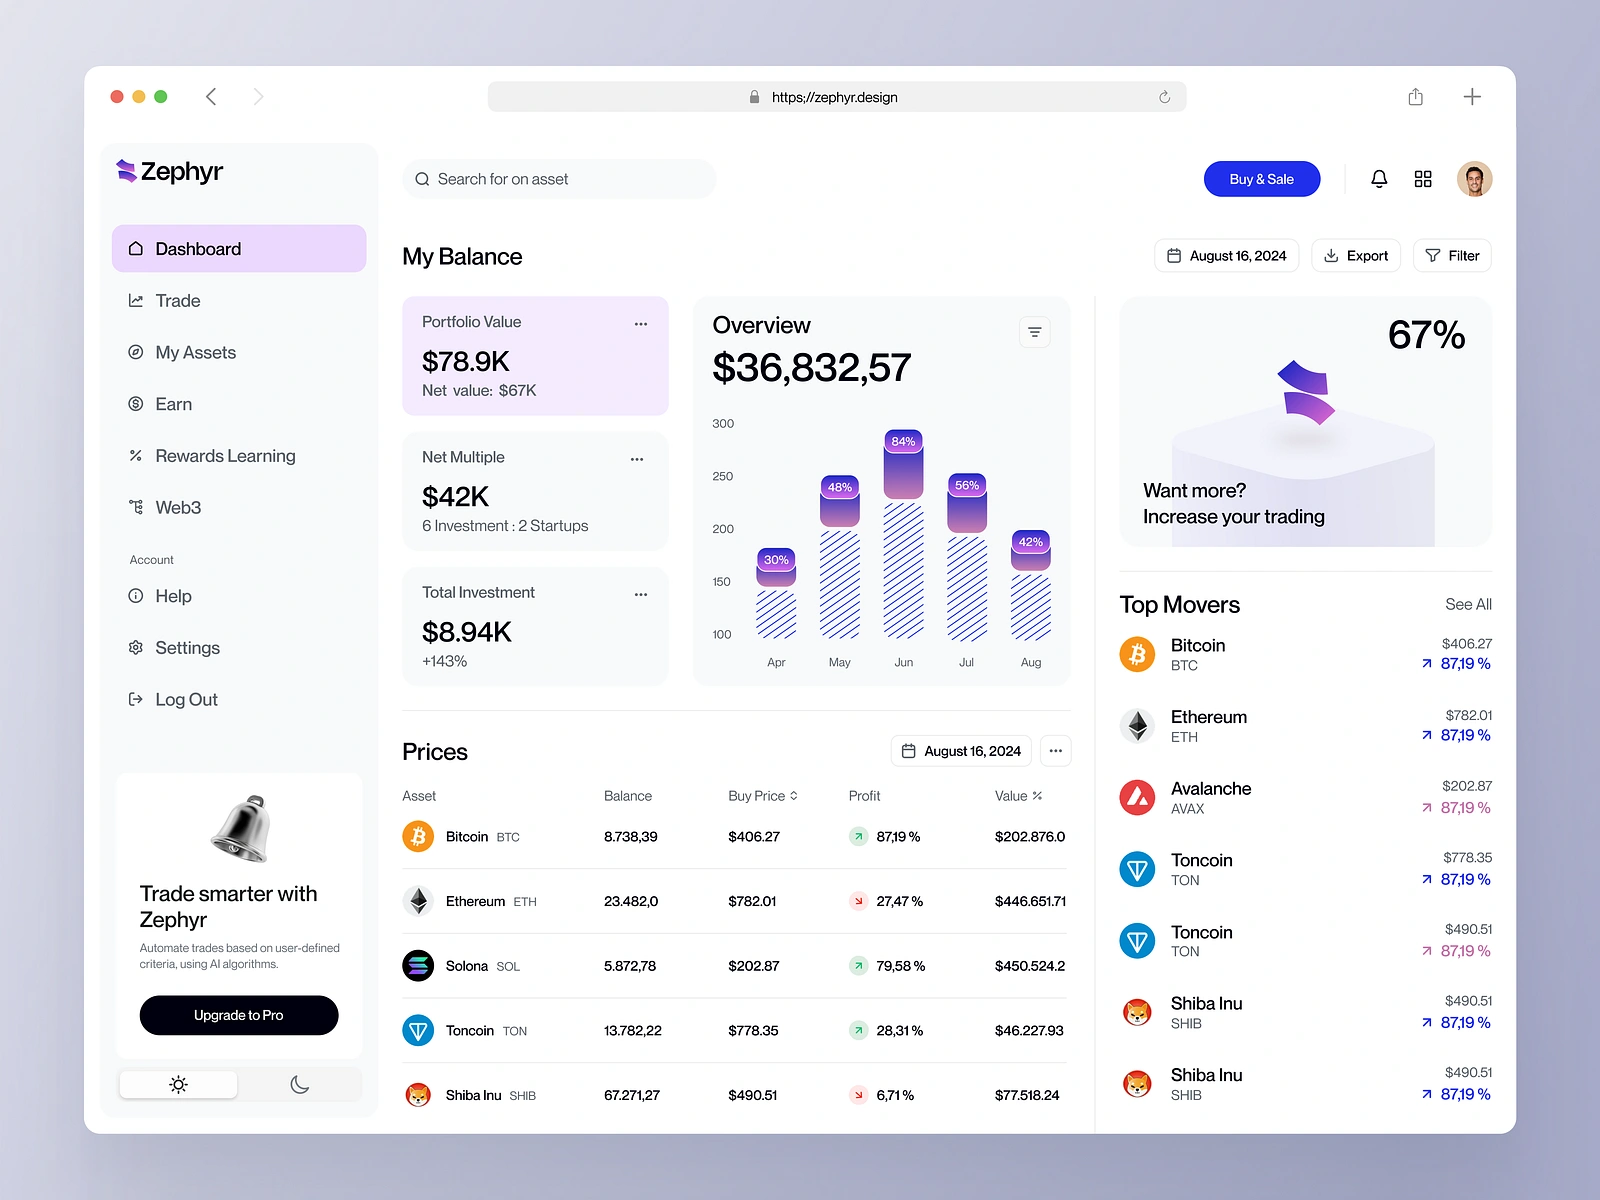 https;//zephyr.design
Zephyr
Dashboard
Trade
My Assets
Earn
Rewards Learning
Web3
Account
Help
Settings
Log Out
Trade smarter with
Zephyr
Automate trades based on user-defined
criteria, using AI algorithms.
Upgrade to Pro
Search for on asset
Buy & Sale
My Balance
August 16, 2024
Export
Filter
Portfolio Value
$78.9K
Net value: $67K
Net Multiple
$42K
6 Investment : 2 Startups
Total Investment
$8.94K
+143%
Overview
$36,832,57
300
250
200
150
100
30%
48%
84%
56%
42%
Apr May Jun Jul Aug
67%
Want more?
Increase your trading
Prices
August 16, 2024
Asset Balance Buy Price Profit Value %
Bitcoin BTC 8.738,39 $406.27 87,19 % $202.876.0
Ethereum ETH 23.482,0 $782.01 27,47 % $446.651.71
Solona SOL 5.872,78 $202.87 79,58 % $450.524.2
Toncoin TON 13.782,22 $778.35 28,31 % $46.227.93
Shiba Inu SHIB 67.271,27 $490.51 6,71 % $77.518.24
Top Movers See All
Bitcoin $406.27
BTC 87,19 %
Ethereum $782.01
ETH 87,19 %
Avalanche $202.87
AVAX 87,19 %
Toncoin $778.35
TON 87,19 %
Toncoin $490.51
TON 87,19 %
Shiba Inu $490.51
SHIB 87,19 %
Shiba Inu $490.51
SHIB 87,19 %